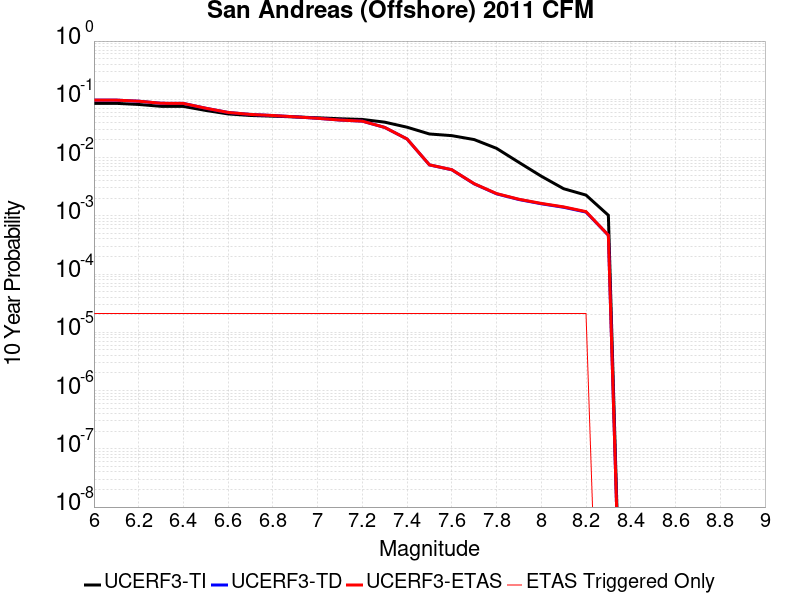 San Andreas (Offshore) 2011 CFM
10 0
10 -1
10 -2
10 -3
10 -4
10 -5
10 -6
10 -7
10 -8
10 Year Probability
6 6.2 6.4 6.6 6.8 7 7.2 7.4 7.6 7.8 8 8.2 8.4 8.6 8.8 9
Magnitude
UCERF3-TI UCERF3-TD UCERF3-ETAS ETAS Triggered Only